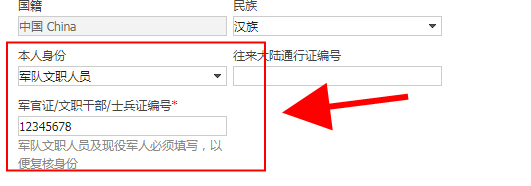 国籍 民族
中国 China 汉族
本人身份 往来大陆通行证编号
军队文职人员
军官证/文职干部/士兵证编号*
12345678
军队文职人员及现役军人必须填写，以
便复核身份